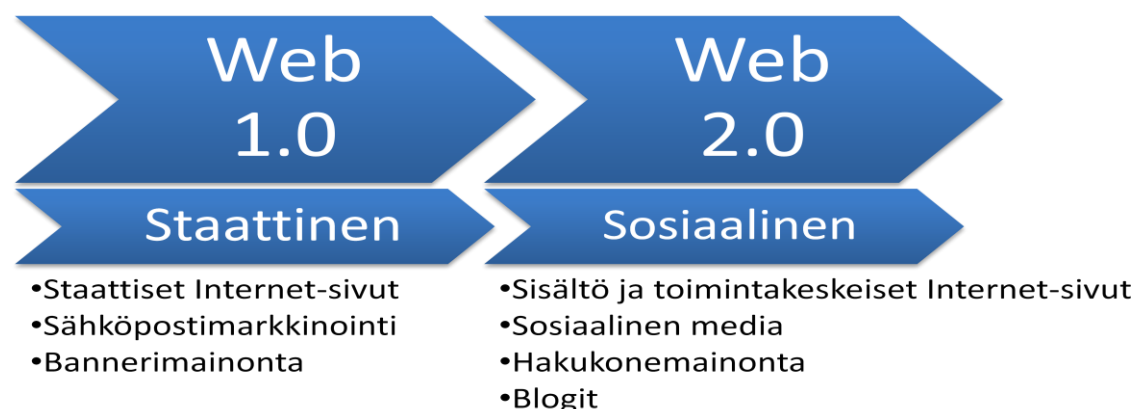 Web
1.0
Staattinen
•Staattiset Internet-sivut
•Sähköpostimarkkinointi
•Bannerimainonta
Web
2.0
Sosiaalinen
•Sisältö ja toimintakeskeiset Internet-sivut
•Sosiaalinen media
•Hakukonemainonta
•Blogit